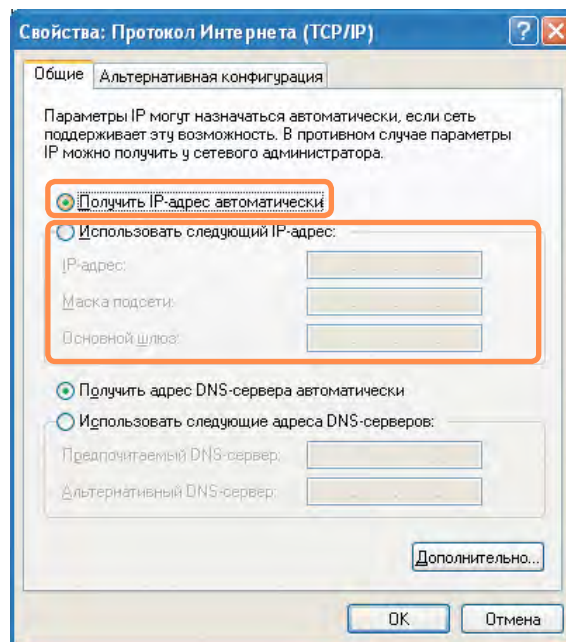 Свойства: Протокол Интернета (TCP/IP)
Общие
Альтернативная конфигурация
Параметры IP могут назначаться автоматически, если сеть
поддерживает эту возможность. В противном случае параметры
IP можно получить у сетевого администратора.
Получить IP-адрес автоматически
Использовать следующий IP-адрес:
IP-адрес:
Маска подсети:
Основной шлюз:
Получить адрес DNS-сервера автоматически
Использовать следующие адреса DNS-серверов:
Предпочитаемый DNS-сервер:
Альтернативный DNS-сервер:
Дополнительно...
OK
Отмена